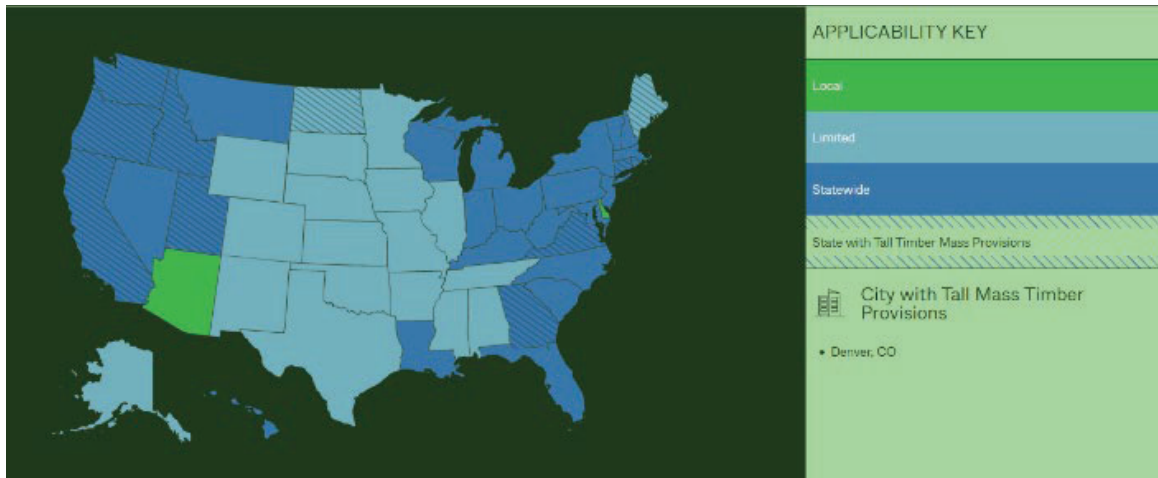 APPLICABILITY KEY
Local
Limited
Statewide
State with Tall Timber Mass Provisions
City with Tall Mass Timber
Provisions
• Denver, CO